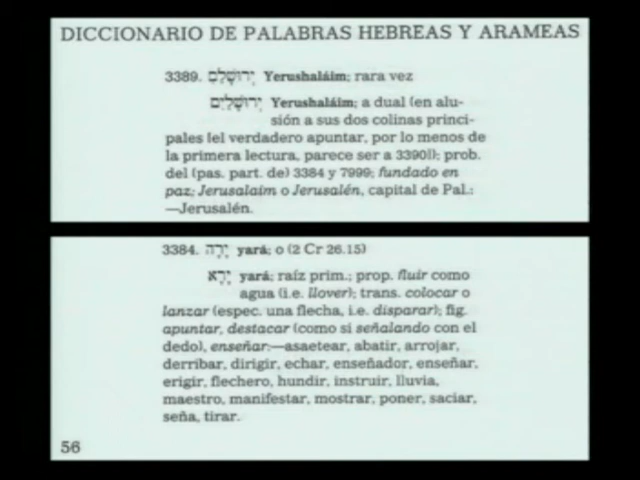 DICCIONARIO DE PALABRAS HEBREAS Y ARAMEAS
3389. יְרוּשָׁלַםִ Yerushaláim; rara vez
יְרוּשָׁלַיִם Yerushaláim; a dual (en alu-
sión a sus dos colinas princi-
pales [el verdadero apuntar, por lo menos de
la primera lectura, parece ser a 3390]); prob.
del (pas. part. de) 3384 y 7999; fundado en
paz; Jerusalaim o Jerusalén, capital de Pal.:
—Jerusalén.
3384. יָרָה yará; o (2 Cr 26.15)
יָרָא yará; raíz prim.; prop. fluir como
agua (i.e. llover); trans. colocar o
lanzar (espec. una flecha, i.e. disparar); fig.
apuntar, destacar (como si señalando con el
dedo), enseñar:—asaetear, abatir, arrojar,
derribar, dirigir, echar, enseñador, enseñar,
erigir, flechero, hundir, instruir, lluvia,
maestro, manifestar, mostrar, poner, saciar,
seña, tirar.
56